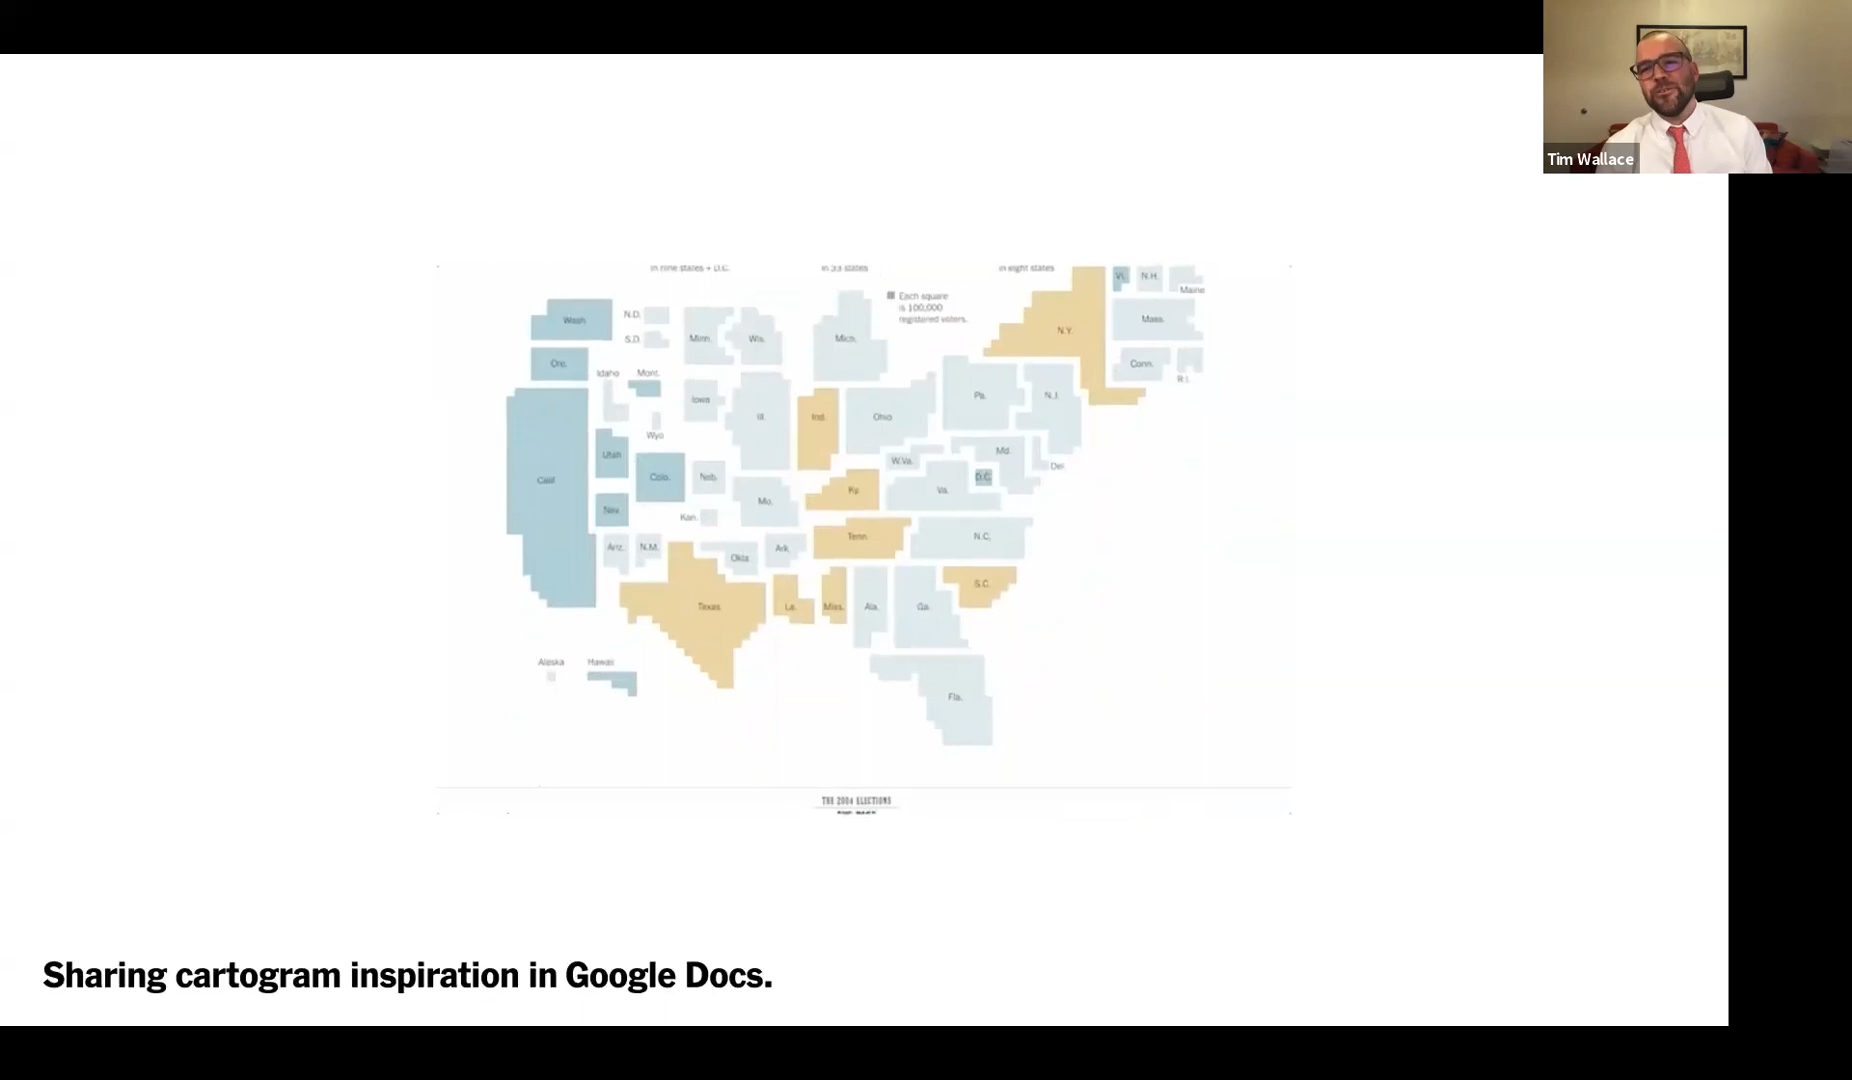 Tim Wallace
in nine states + D.C.
in 33 states
in eight states
Each square
is 100,000
registered voters.
Vt.
N.H.
Maine
Wash
N.D.
S.D.
Minn.
Wis.
Mich.
N.Y.
Mass.
Ore.
Idaho
Mont.
Conn.
R.I.
Iowa
Ill.
Ind.
Ohio
Pa.
N.J.
Wyo
Utah
Colo.
Neb.
W.Va.
Md.
Del
D.C.
Calif
Nev.
Kan.
Mo.
Ky.
Va.
Ariz.
N.M.
Okla
Ark.
Tenn
N.C.
Texas
La.
Miss.
Ala.
Ga.
S.C.
Alaska
Hawaii
Fla.
THE 2004 ELECTIONS
Sharing cartogram inspiration in Google Docs.